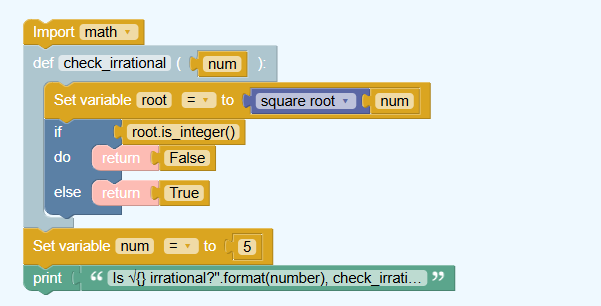 Import math
def check_irrational ( num ):
Set variable root = to square root num
if root.is_integer()
do return False
else return True
Set variable num = to 5
print “ Is √{} irrational?".format(number), check_irrati... ”